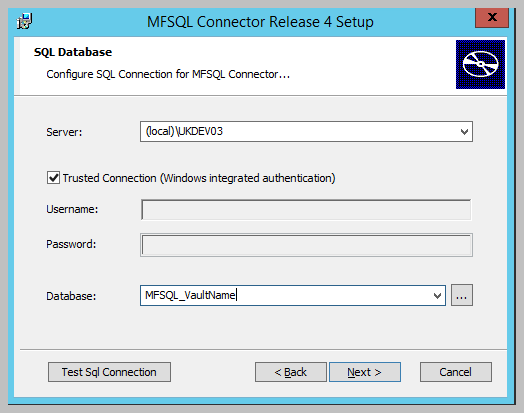 MFSQL Connector Release 4 Setup
x
SQL Database
Configure SQL Connection for MFSQL Connector...
Server:
(local)\UKDEV03
Trusted Connection (Windows integrated authentication)
Username:
Password:
Database:
MFSQL_VaultName
...
Test Sql Connection
< Back
Next >
Cancel